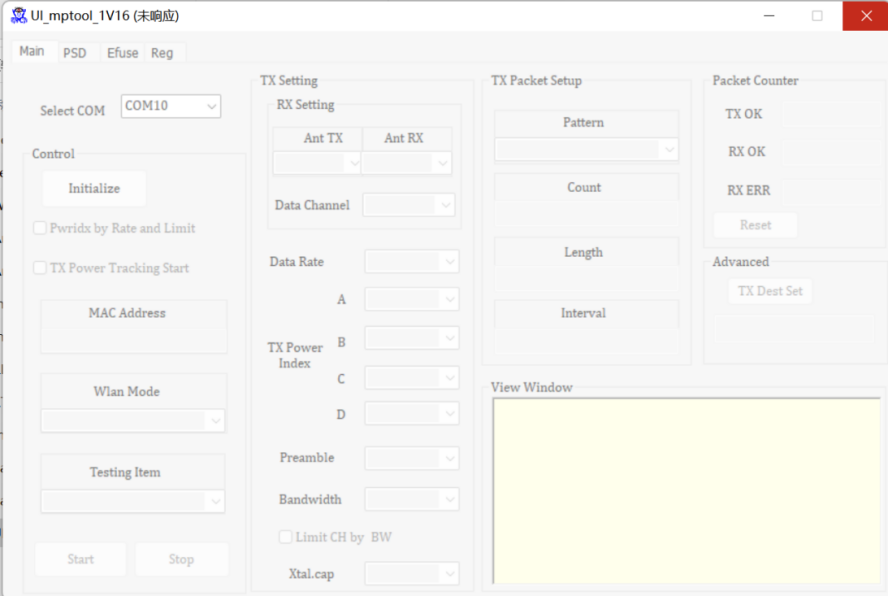 UI_mptool_1V16 (未响应)
Main PSD Efuse Reg
Select COM COM10
Control
Initialize
Pwridx by Rate and Limit
TX Power Tracking Start
MAC Address
Wlan Mode
Testing Item
Start Stop
TX Setting
RX Setting
Ant TX Ant RX
Data Channel
Data Rate
A
TX Power Index
B
C
D
Preamble
Bandwidth
Limit CH by BW
Xtal.cap
TX Packet Setup
Pattern
Count
Length
Interval
Packet Counter
TX OK
RX OK
RX ERR
Reset
Advanced
TX Dest Set
View Window